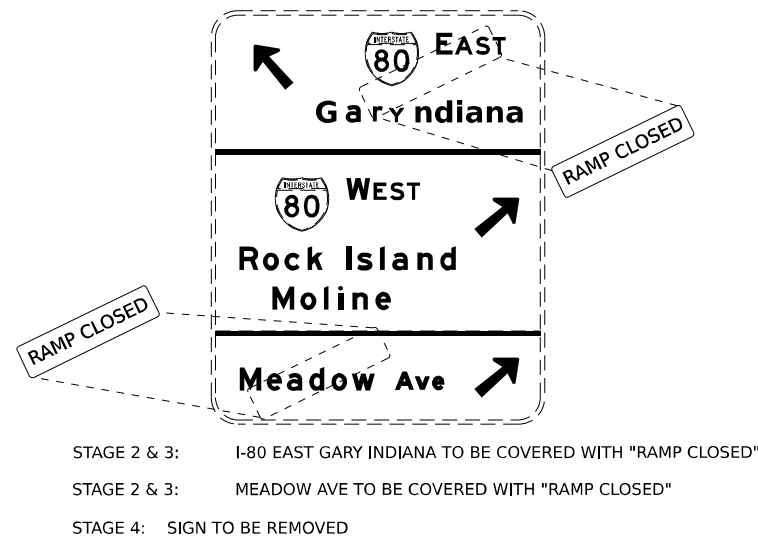 INTERSTATE
80 EAST
Gary ndiana
RAMP CLOSED
INTERSTATE
80 WEST
Rock Island
Moline
RAMP CLOSED
Meadow Ave
STAGE 2 & 3: I-80 EAST GARY INDIANA TO BE COVERED WITH "RAMP CLOSED"
STAGE 2 & 3: MEADOW AVE TO BE COVERED WITH "RAMP CLOSED"
STAGE 4: SIGN TO BE REMOVED